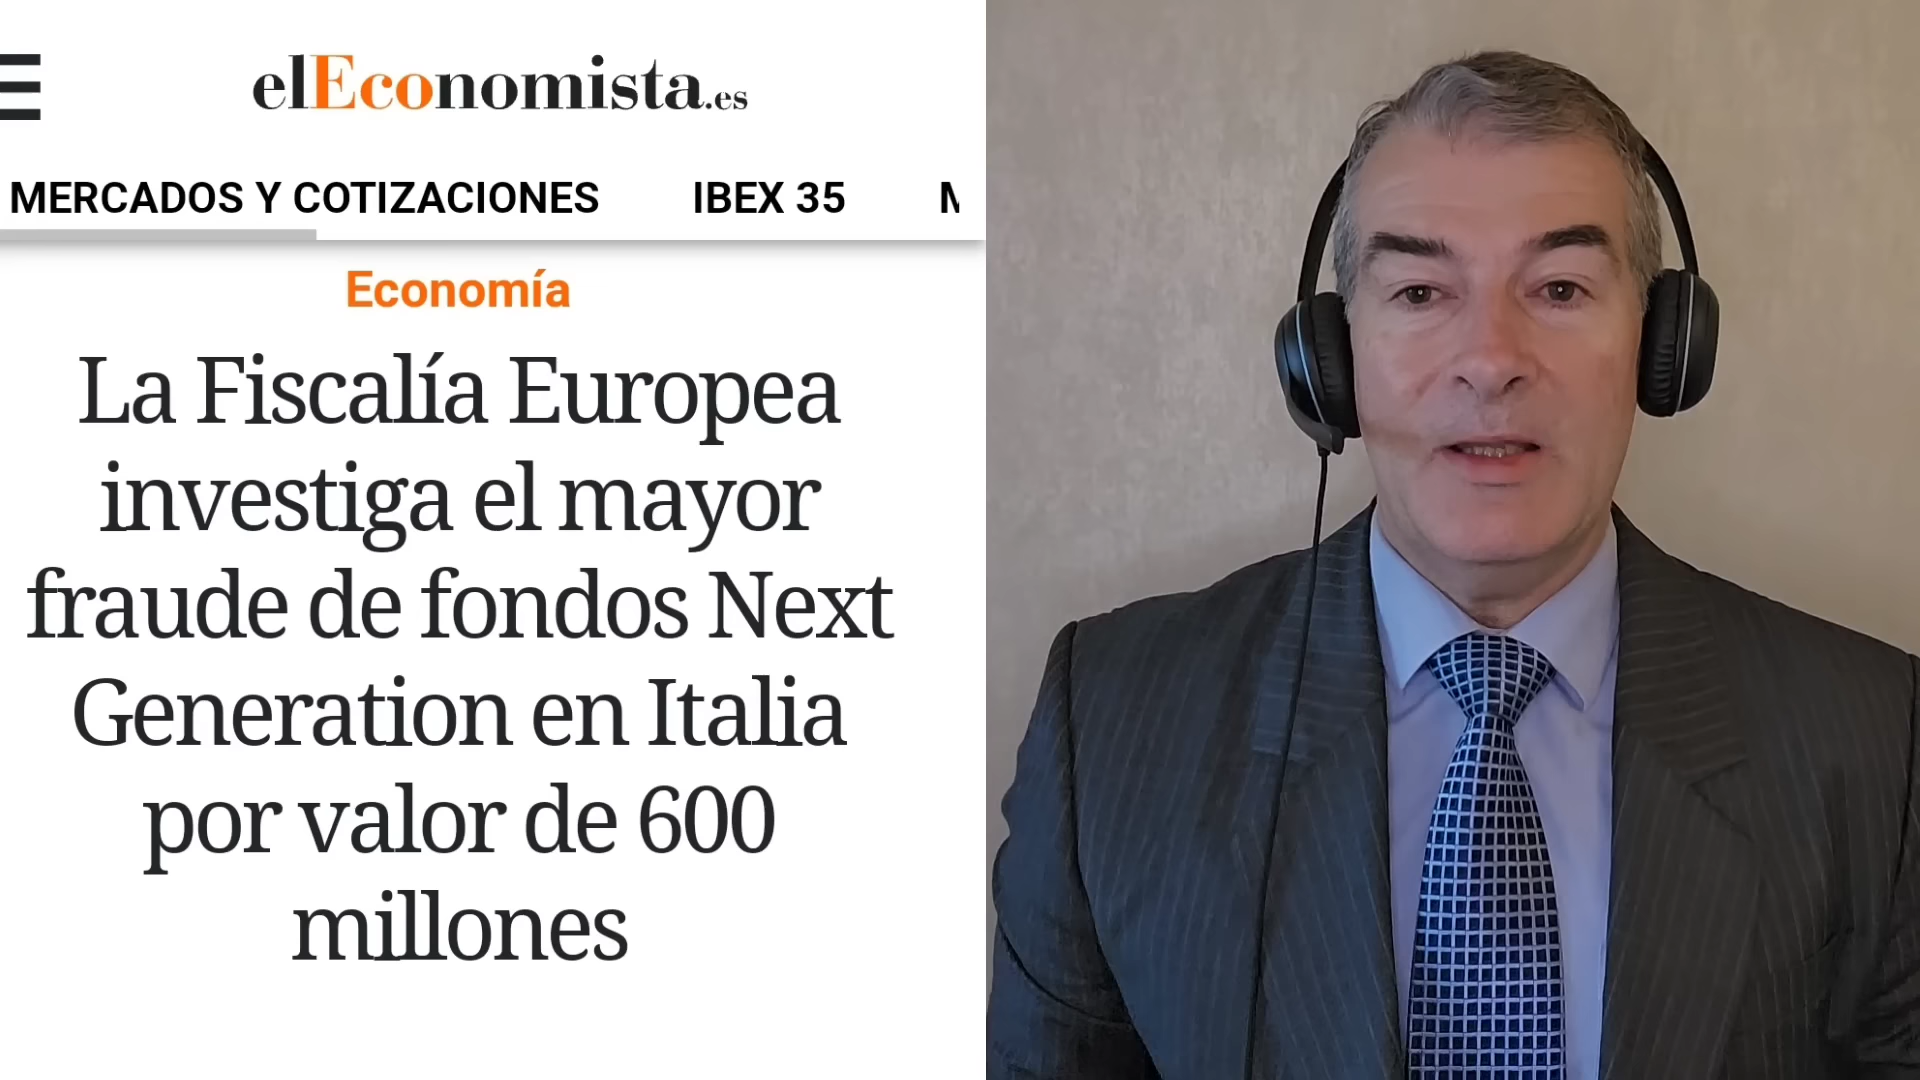 elEconomista.es
MERCADOS Y COTIZACIONES IBEX 35
Economía
La Fiscalía Europea
investiga el mayor
fraude de fondos Next
Generation en Italia
por valor de 600
millones